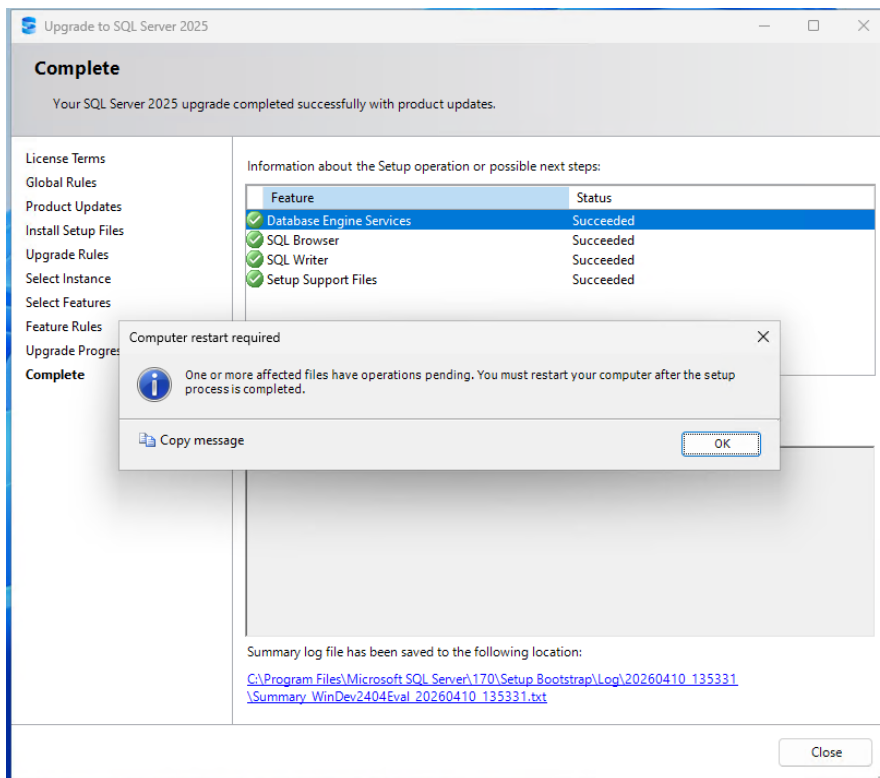 Upgrade to SQL Server 2025
Complete
Your SQL Server 2025 upgrade completed successfully with product updates.
License Terms
Global Rules
Product Updates
Install Setup Files
Upgrade Rules
Select Instance
Select Features
Feature Rules
Upgrade Progres
Complete
Information about the Setup operation or possible next steps:
Feature Status
Database Engine Services Succeeded
SQL Browser Succeeded
SQL Writer Succeeded
Setup Support Files Succeeded
Computer restart required
One or more affected files have operations pending. You must restart your computer after the setup
process is completed.
Copy message
OK
Summary log file has been saved to the following location:
C:\Program Files\Microsoft SQL Server\170\Setup Bootstrap\Log\20260410_135331
\Summary_WinDev2404Eval_20260410_135331.txt
Close